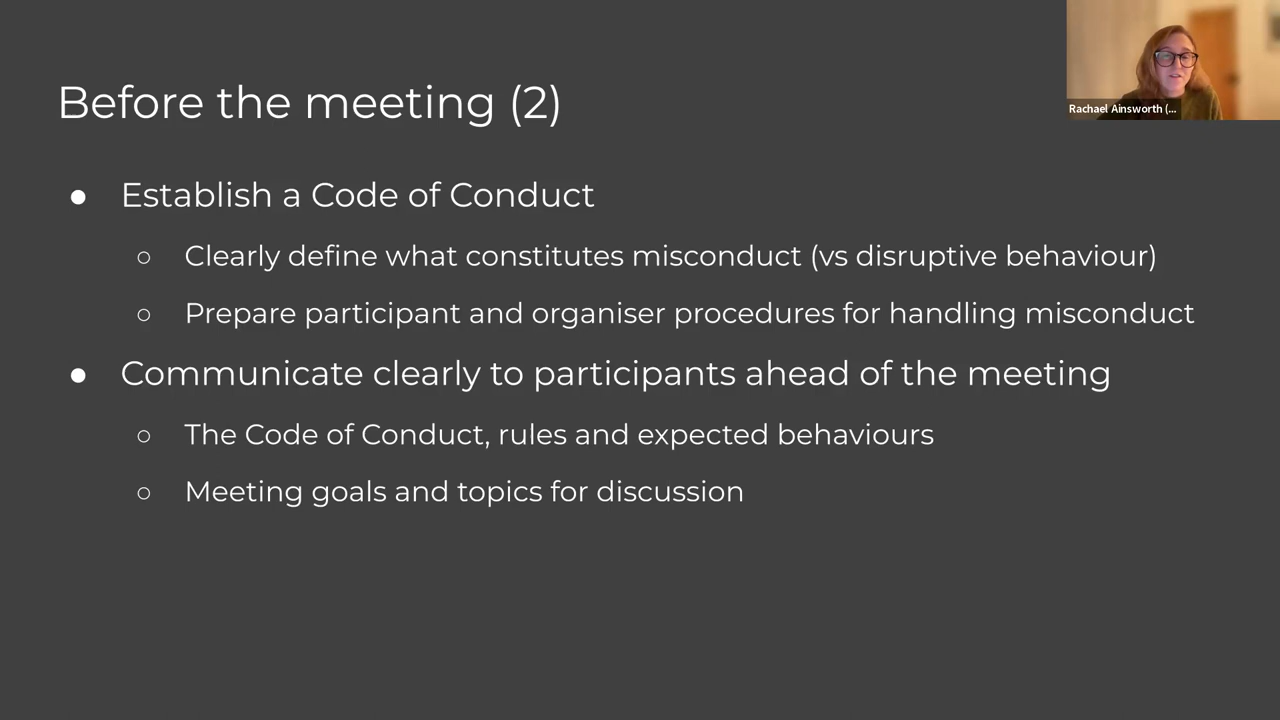 Before the meeting (2)
Rachael Ainsworth (...
● Establish a Code of Conduct
○ Clearly define what constitutes misconduct (vs disruptive behaviour)
○ Prepare participant and organiser procedures for handling misconduct
● Communicate clearly to participants ahead of the meeting
○ The Code of Conduct, rules and expected behaviours
○ Meeting goals and topics for discussion